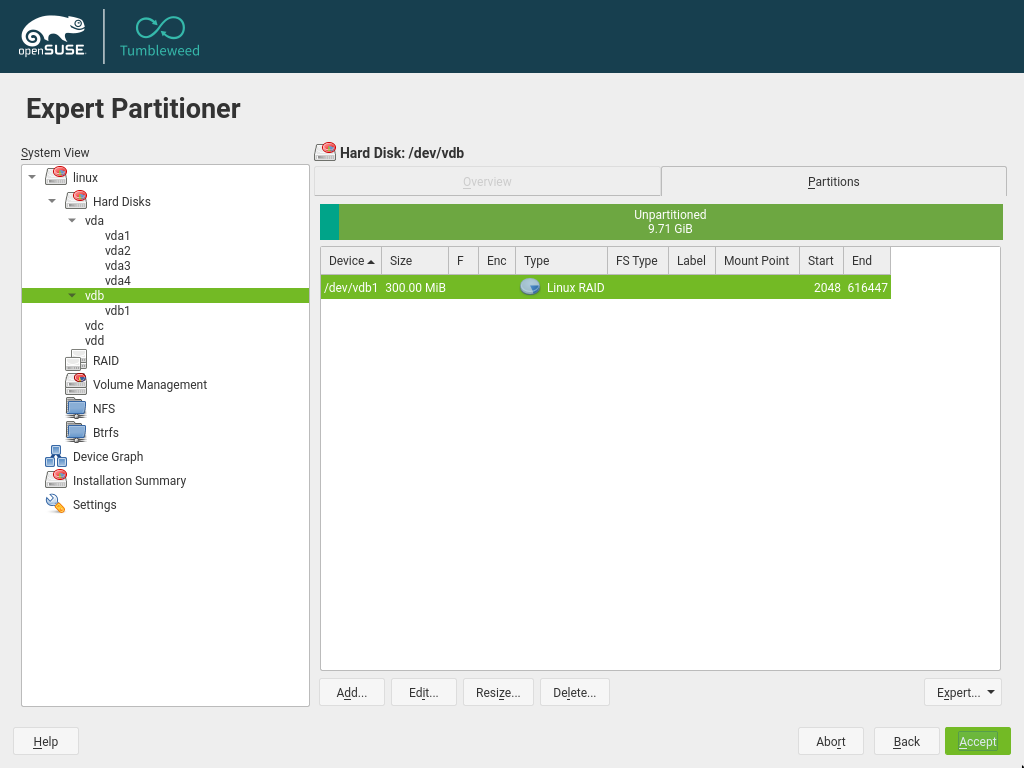 openSUSE
Tumbleweed
Expert Partitioner
System View
linux
Hard Disks
vda
vda1
vda2
vda3
vda4
vdb
vdb1
vdc
vdd
RAID
Volume Management
NFS
Btrfs
Device Graph
Installation Summary
Settings
Hard Disk: /dev/vdb
Overview Partitions
Unpartitioned
9.71 GiB
Device Size F Enc Type FS Type Label Mount Point Start End
/dev/vdb1 300.00 MiB Linux RAID 2048 616447
Add... Edit... Resize... Delete... Expert...
Help Abort Back Accept